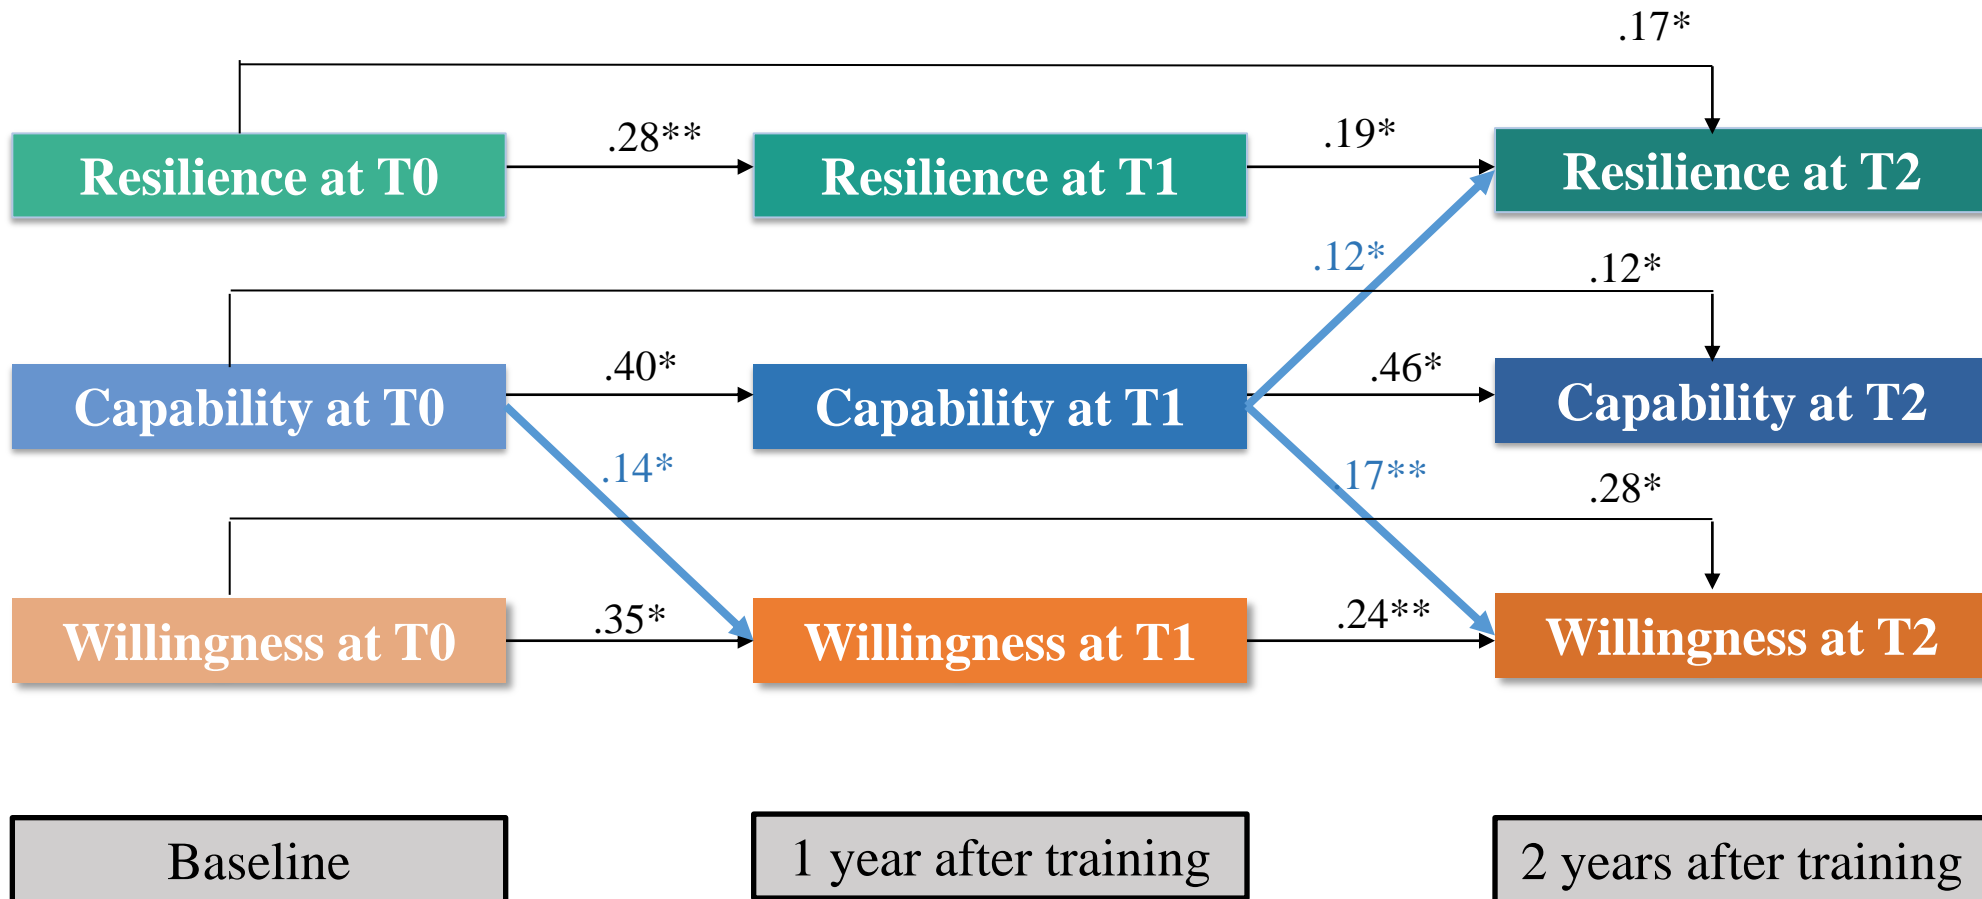 .17*
.28**
.19*
Resilience at T0
Resilience at T1
Resilience at T2
.12*
.12*
.40*
.46*
Capability at T0
Capability at T1
Capability at T2
.14*
.17**
.28*
.35*
.24**
Willingness at T0
Willingness at T1
Willingness at T2
Baseline
1 year after training
2 years after training